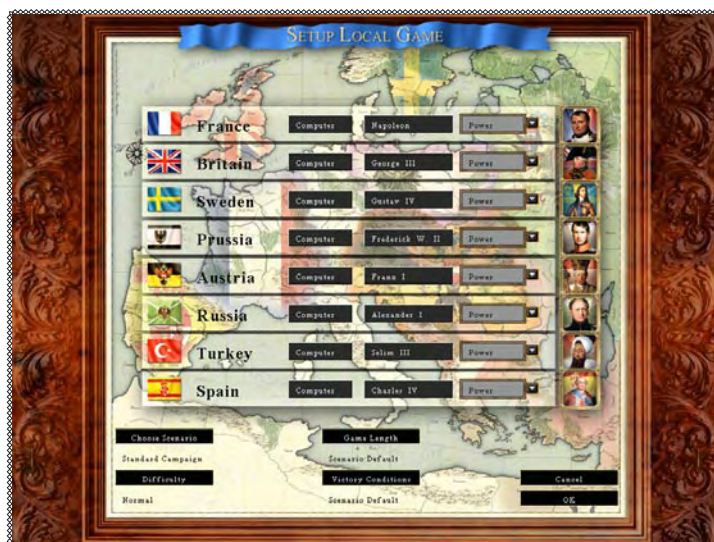 SETUP LOCAL GAME
France Computer Napoleon Power
Britain Computer George III Power
Sweden Computer Gustav IV Power
Prussia Computer Frederick W. II Power
Austria Computer Franz I Power
Russia Computer Alexander I Power
Turkey Computer Selim III Power
Spain Computer Charles IV Power
Choose Scenario Game Length
Standard Campaign Scenario Default
Difficulty Victory Conditions Cancel
Normal Scenario Default OK